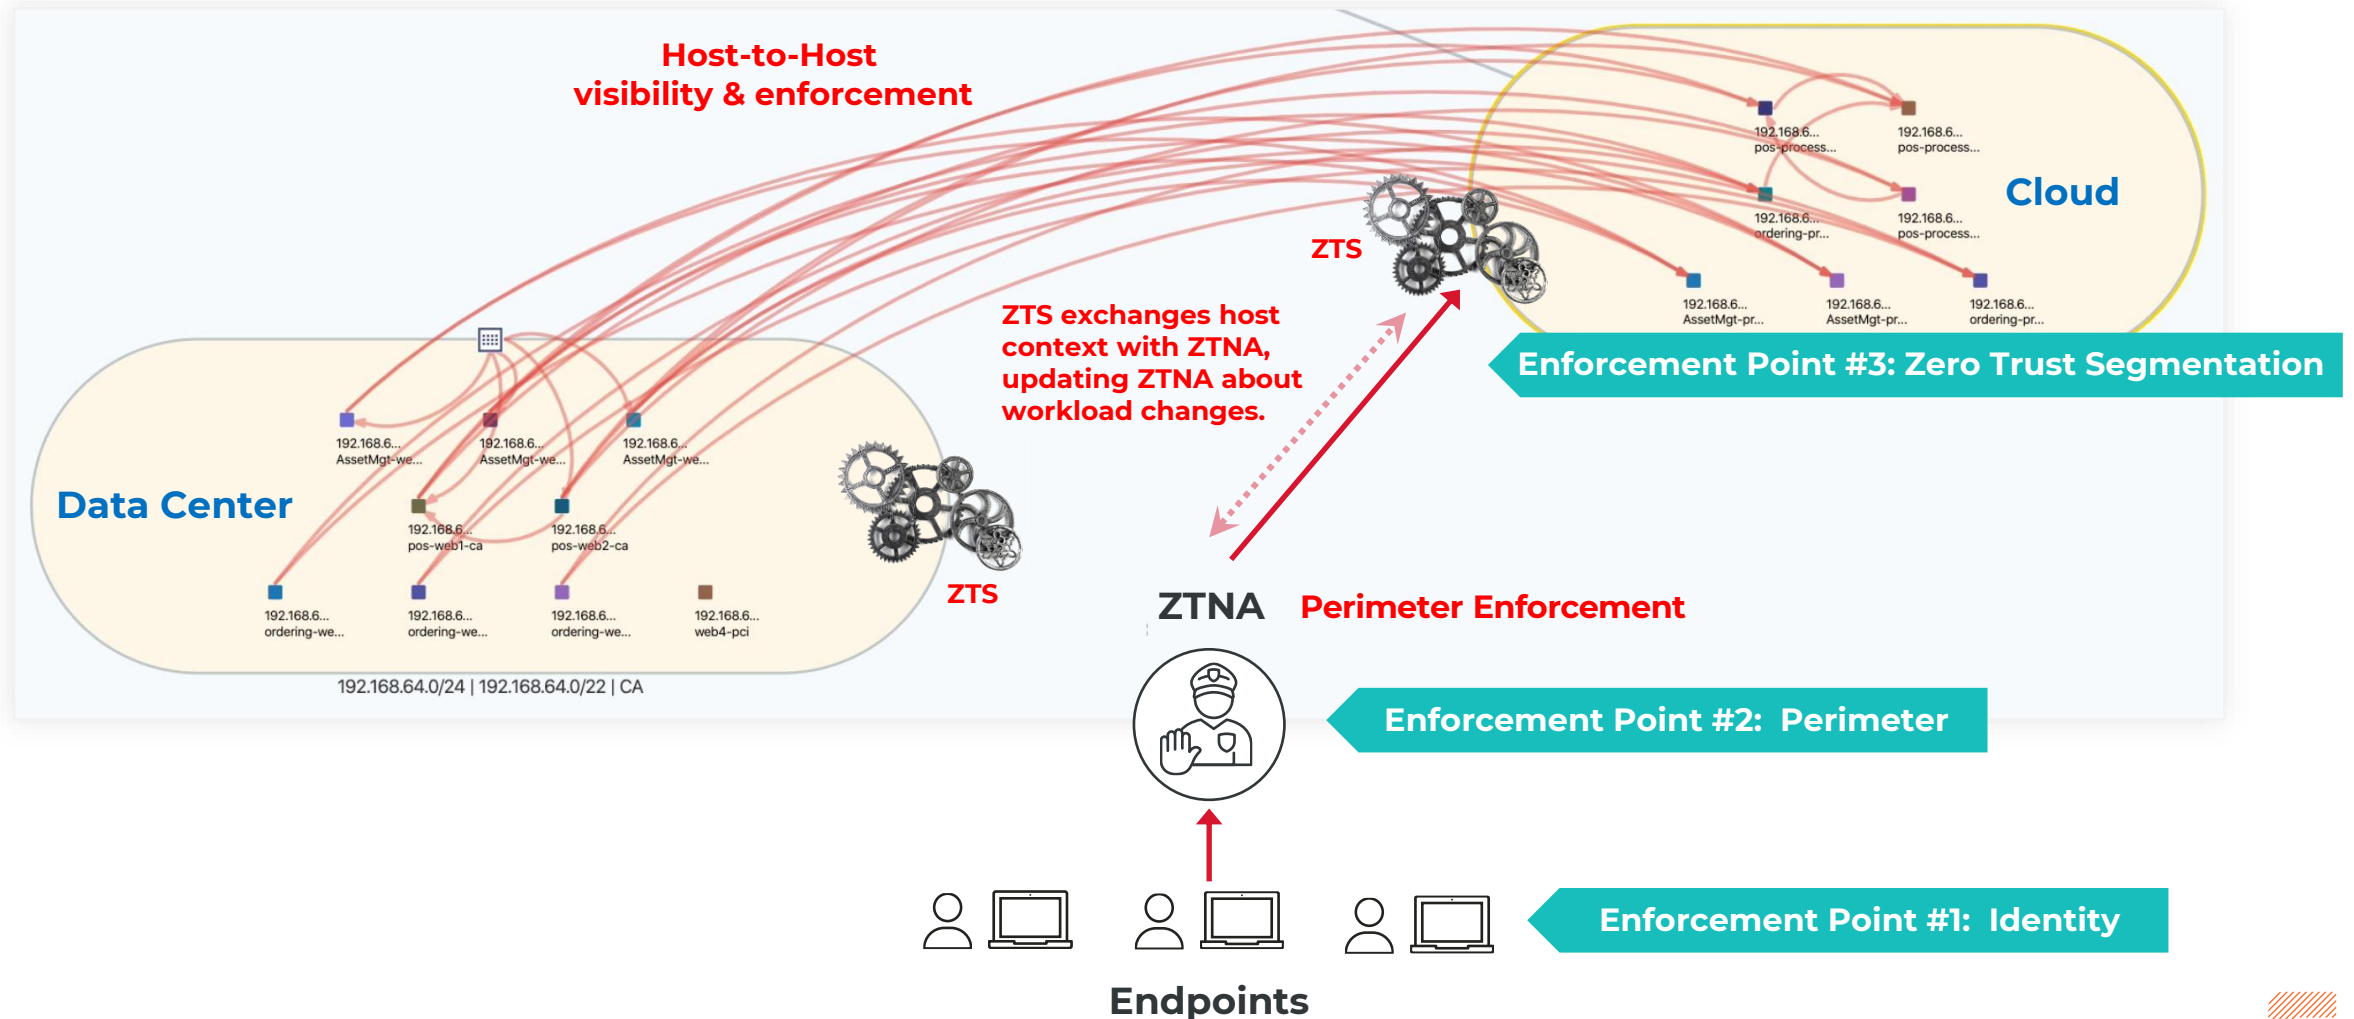 Host-to-Host
visibility & enforcement
192.168.6...
pos-process...
192.168.6...
pos-process...
Cloud
192.168.6...
ordering-pr...
192.168.6...
pos-process...
ZTS
192.168.6...
AssetMgt-pr...
192.168.6...
AssetMgt-pr...
192.168.6...
ordering-pr...
ZTS exchanges host
context with ZTNA,
updating ZTNA about
workload changes.
Enforcement Point #3: Zero Trust Segmentation
192.168.6...
AssetMgt-we...
192.168.6...
AssetMgt-we...
192.168.6...
AssetMgt-we...
Data Center
192.168.6...
pos-web1-ca
192.168.6...
pos-web2-ca
ZTS
192.168.6...
ordering-we...
192.168.6...
ordering-we...
192.168.6...
ordering-we...
192.168.6...
web4-pci
ZTNA
Perimeter Enforcement
192.168.64.0/24 | 192.168.64.0/22 | CA
Enforcement Point #2: Perimeter
Enforcement Point #1: Identity
Endpoints